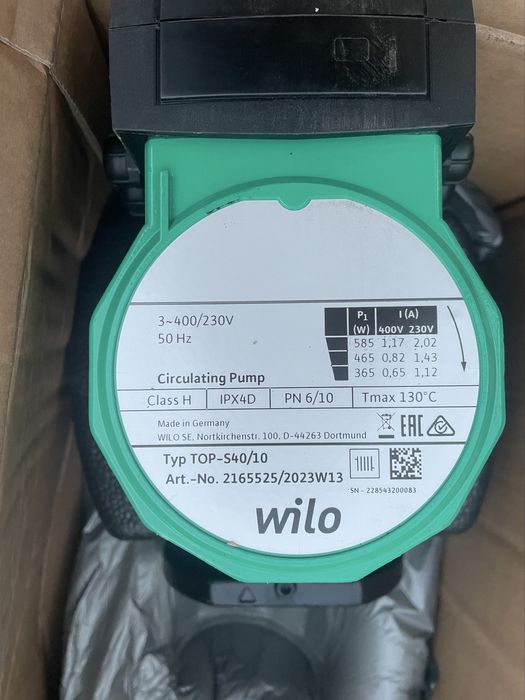 3~400/230V
50 Hz
P1 (W) I (A)
400V 230V
585 1,17 2,02
465 0,82 1,43
365 0,65 1,12
Circulating Pump
Class H IPX4D PN 6/10 Tmax 130°C
Made in Germany
WILO SE, Nortkirchenstr. 100, D-44263 Dortmund
EAC
Typ TOP-S40/10
Art.-No. 2165525/2023W13
SN - 228543200083
wilo